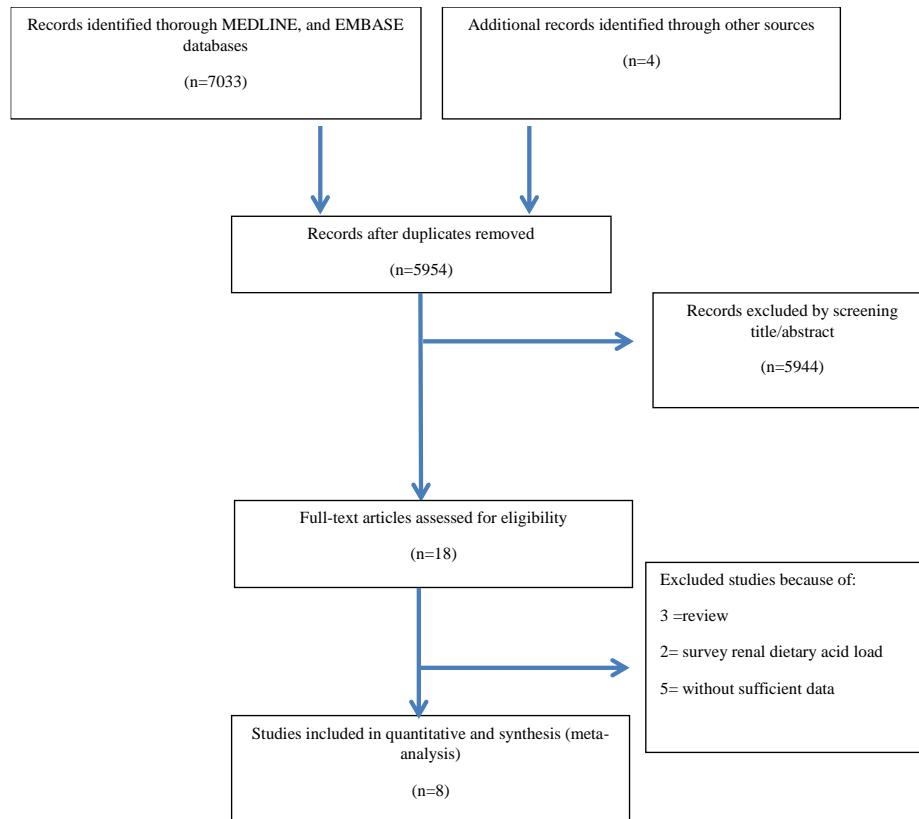 Records identified thorough MEDLINE, and EMBASE
databases
(n=7033)
Additional records identified through other sources
(n=4)
Records after duplicates removed
(n=5954)
Records excluded by screening
title/abstract
(n=5944)
Full-text articles assessed for eligibility
(n=18)
Excluded studies because of:
3 =review
2= survey renal dietary acid load
5= without sufficient data
Studies included in quantitative and synthesis (meta-
analysis)
(n=8)